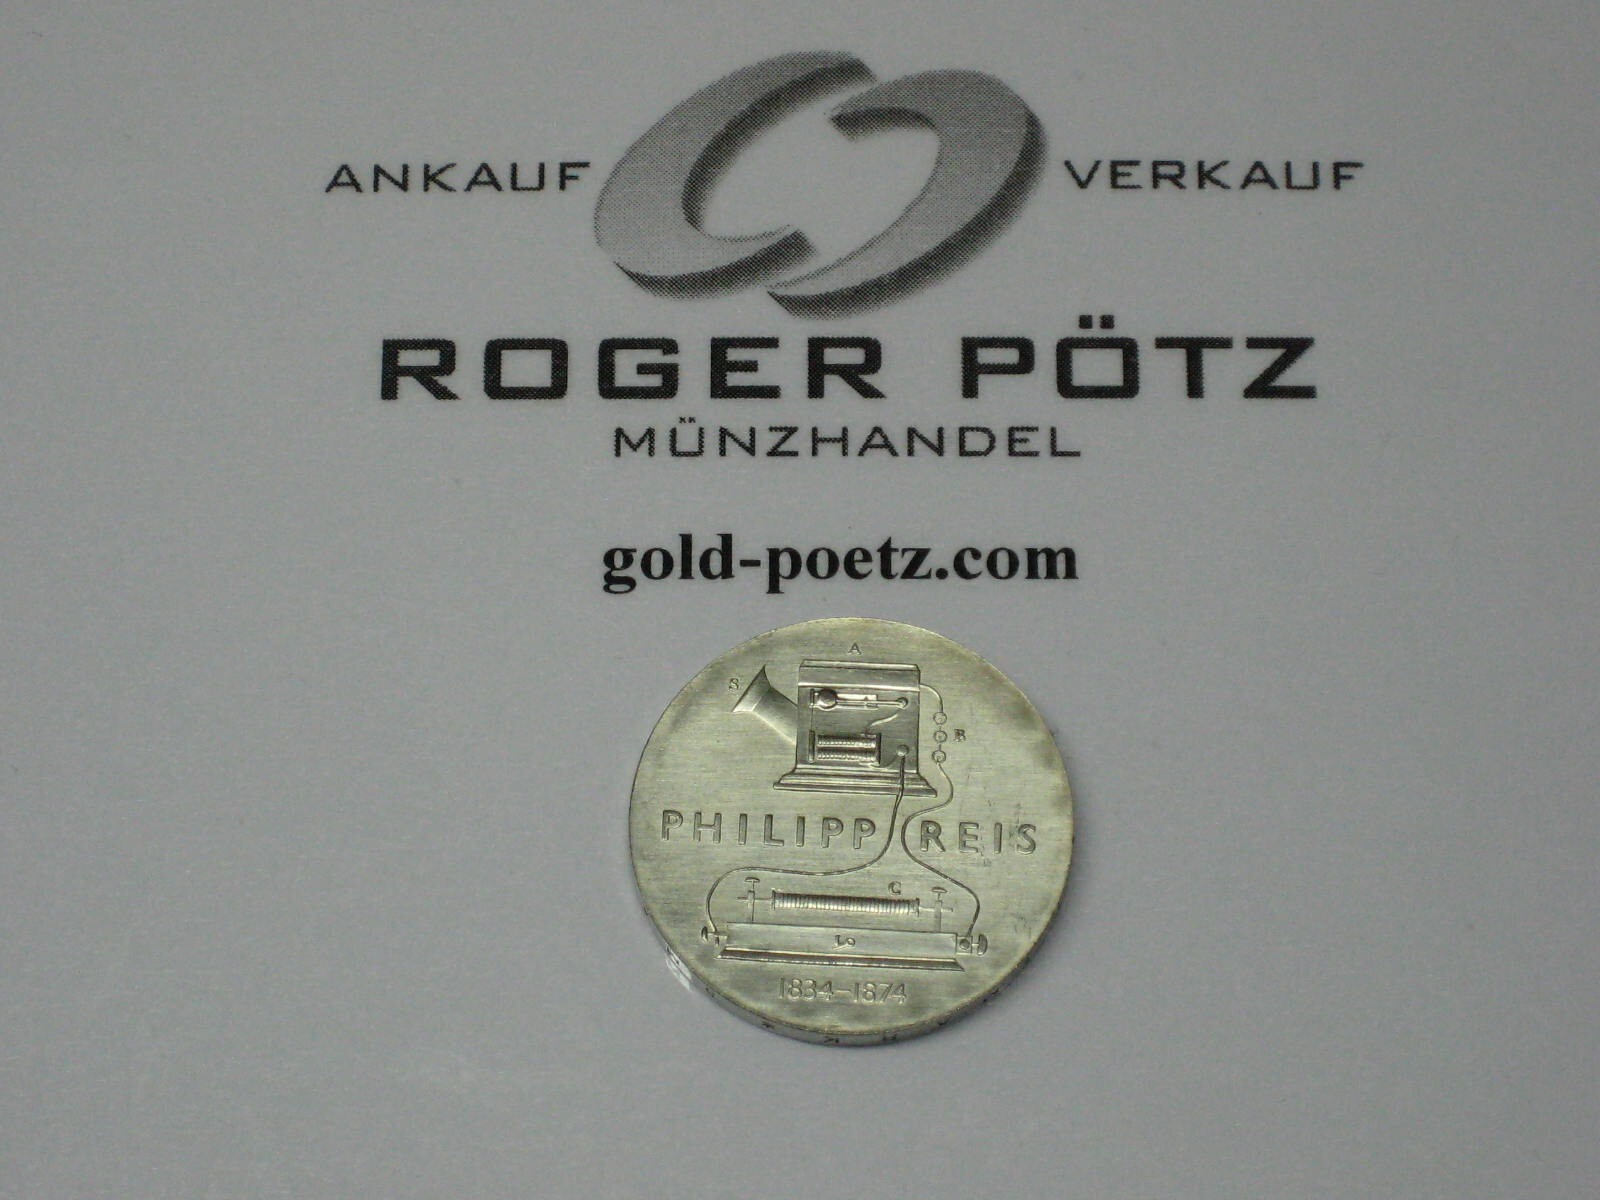 ANKAUF VERKAUF
ROGER PÖTZ
MÜNZHANDEL
gold-poetz.com
A
S
B
PHILIPP REIS
C
1834-1874